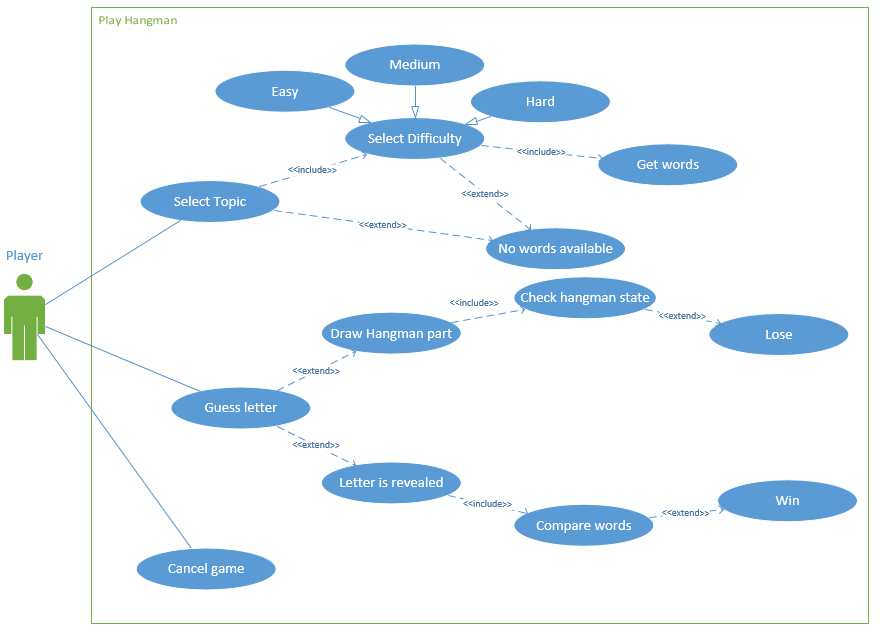 Play Hangman
Medium
Easy
Hard
Select Difficulty
<<include>>
Get words
<<include>>
<<extend>>
Select Topic
<<extend>>
No words available
Player
Check hangman state
<<include>>
<<extend>>
Draw Hangman part
Lose
<<extend>>
Guess letter
<<extend>>
Letter is revealed
<<include>>
Win
<<extend>>
Compare words
Cancel game